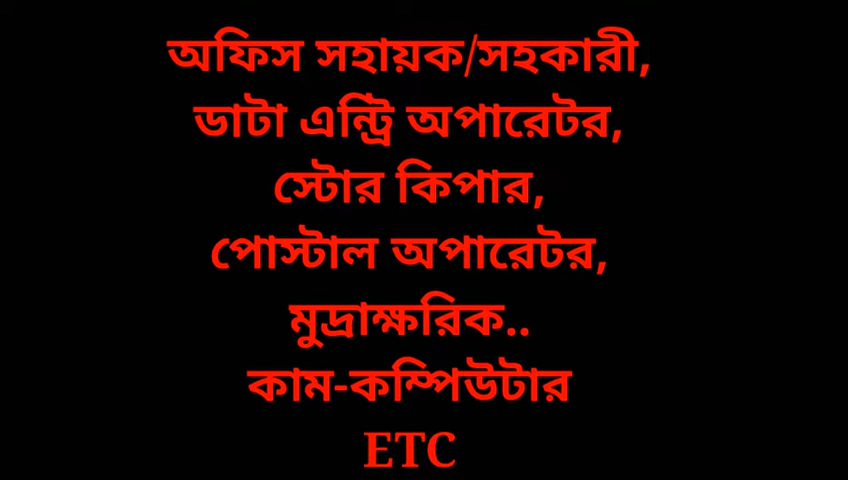 অফিস সহায়ক/সহকারী,
ডাটা এন্ট্রি অপারেটর,
স্টোর কিপার,
পোস্টাল অপারেটর,
মুদ্রাক্ষরিক..
কাম-কম্পিউটার
ETC